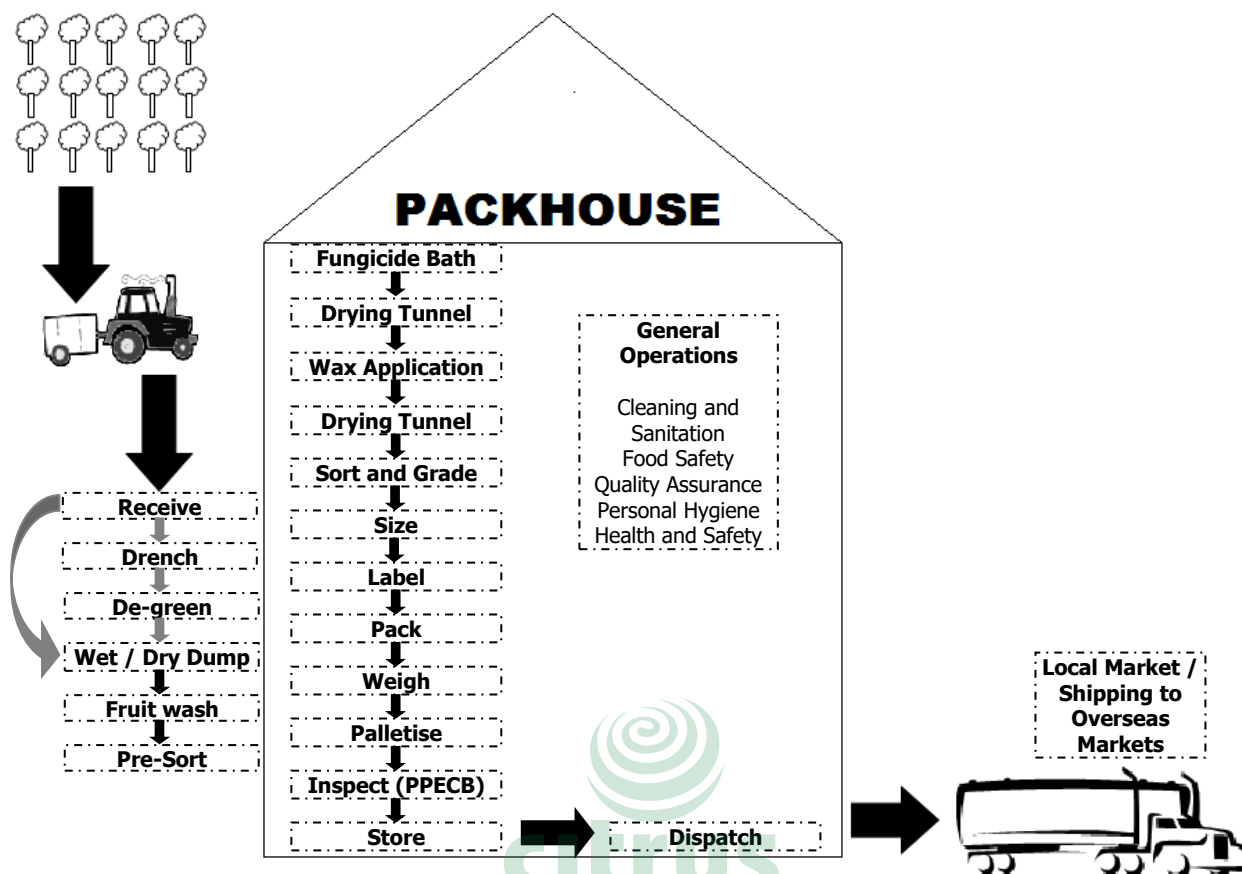 PACKHOUSE
Receive
Drench
De-green
Wet / Dry Dump
Fruit wash
Pre-Sort
Fungicide Bath
Drying Tunnel
Wax Application
Drying Tunnel
Sort and Grade
Size
Label
Pack
Weigh
Palletise
Inspect (PPECB)
Store
General
Operations
Cleaning and
Sanitation
Food Safety
Quality Assurance
Personal Hygiene
Health and Safety
Dispatch
citrus
Local Market /
Shipping to
Overseas
Markets